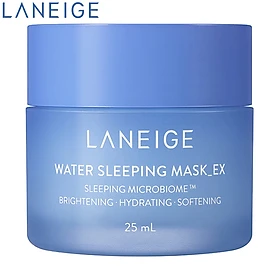 LANEIGE
LANEIGE
WATER SLEEPING MASK_EX
SLEEPING MICROBIOME™
BRIGHTENING · HYDRATING · SOFTENING
25 mL